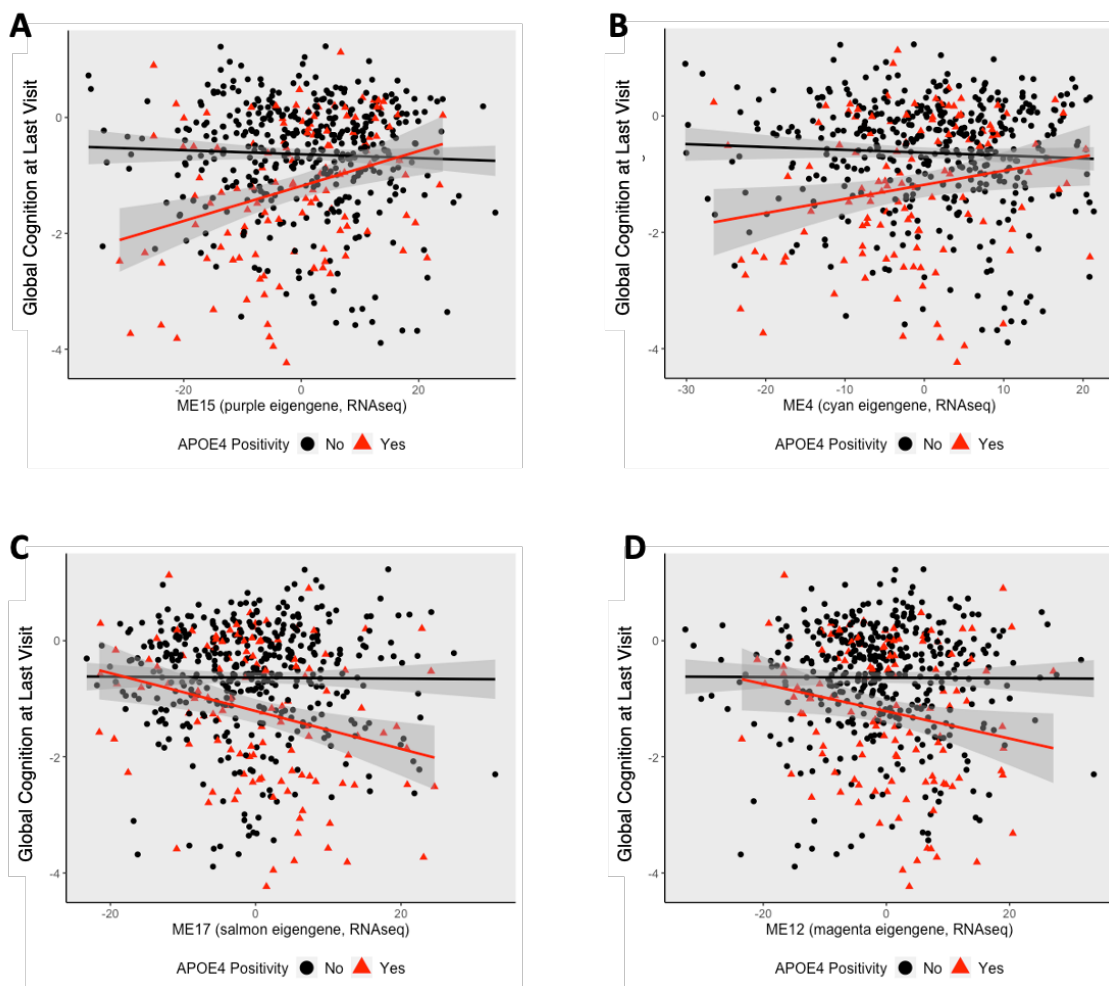 A
Global Cognition at Last Visit
0
-2
-4
-20
0
20
ME15 (purple eigengene, RNAseq)
APOE4 Positivity No Yes
B
Global Cognition at Last Visit
0
-2
-4
-30
-20
-10
0
10
20
ME4 (cyan eigengene, RNAseq)
APOE4 Positivity No Yes
C
Global Cognition at Last Visit
0
-2
-4
-20
0
20
ME17 (salmon eigengene, RNAseq)
APOE4 Positivity No Yes
D
Global Cognition at Last Visit
0
-2
-4
-20
0
20
ME12 (magenta eigengene, RNAseq)
APOE4 Positivity No Yes